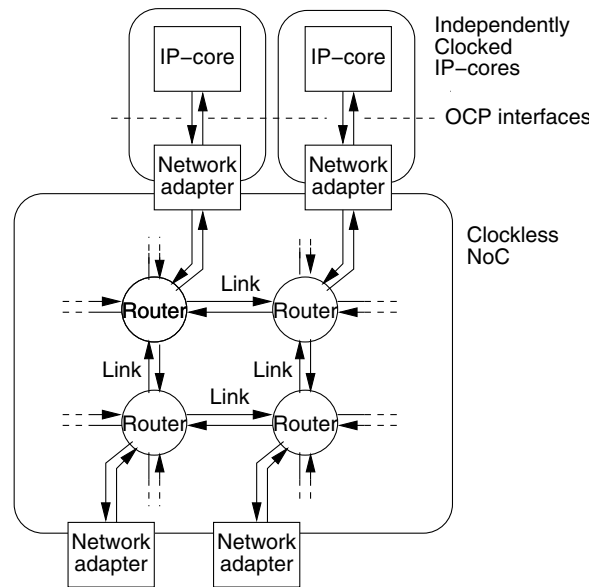 Independently
Clocked
IP–cores
IP–core
IP–core
OCP interfaces
Network
adapter
Network
adapter
Clockless
NoC
Link
Router
Router
Link
Link
Link
Router
Router
Network
adapter
Network
adapter